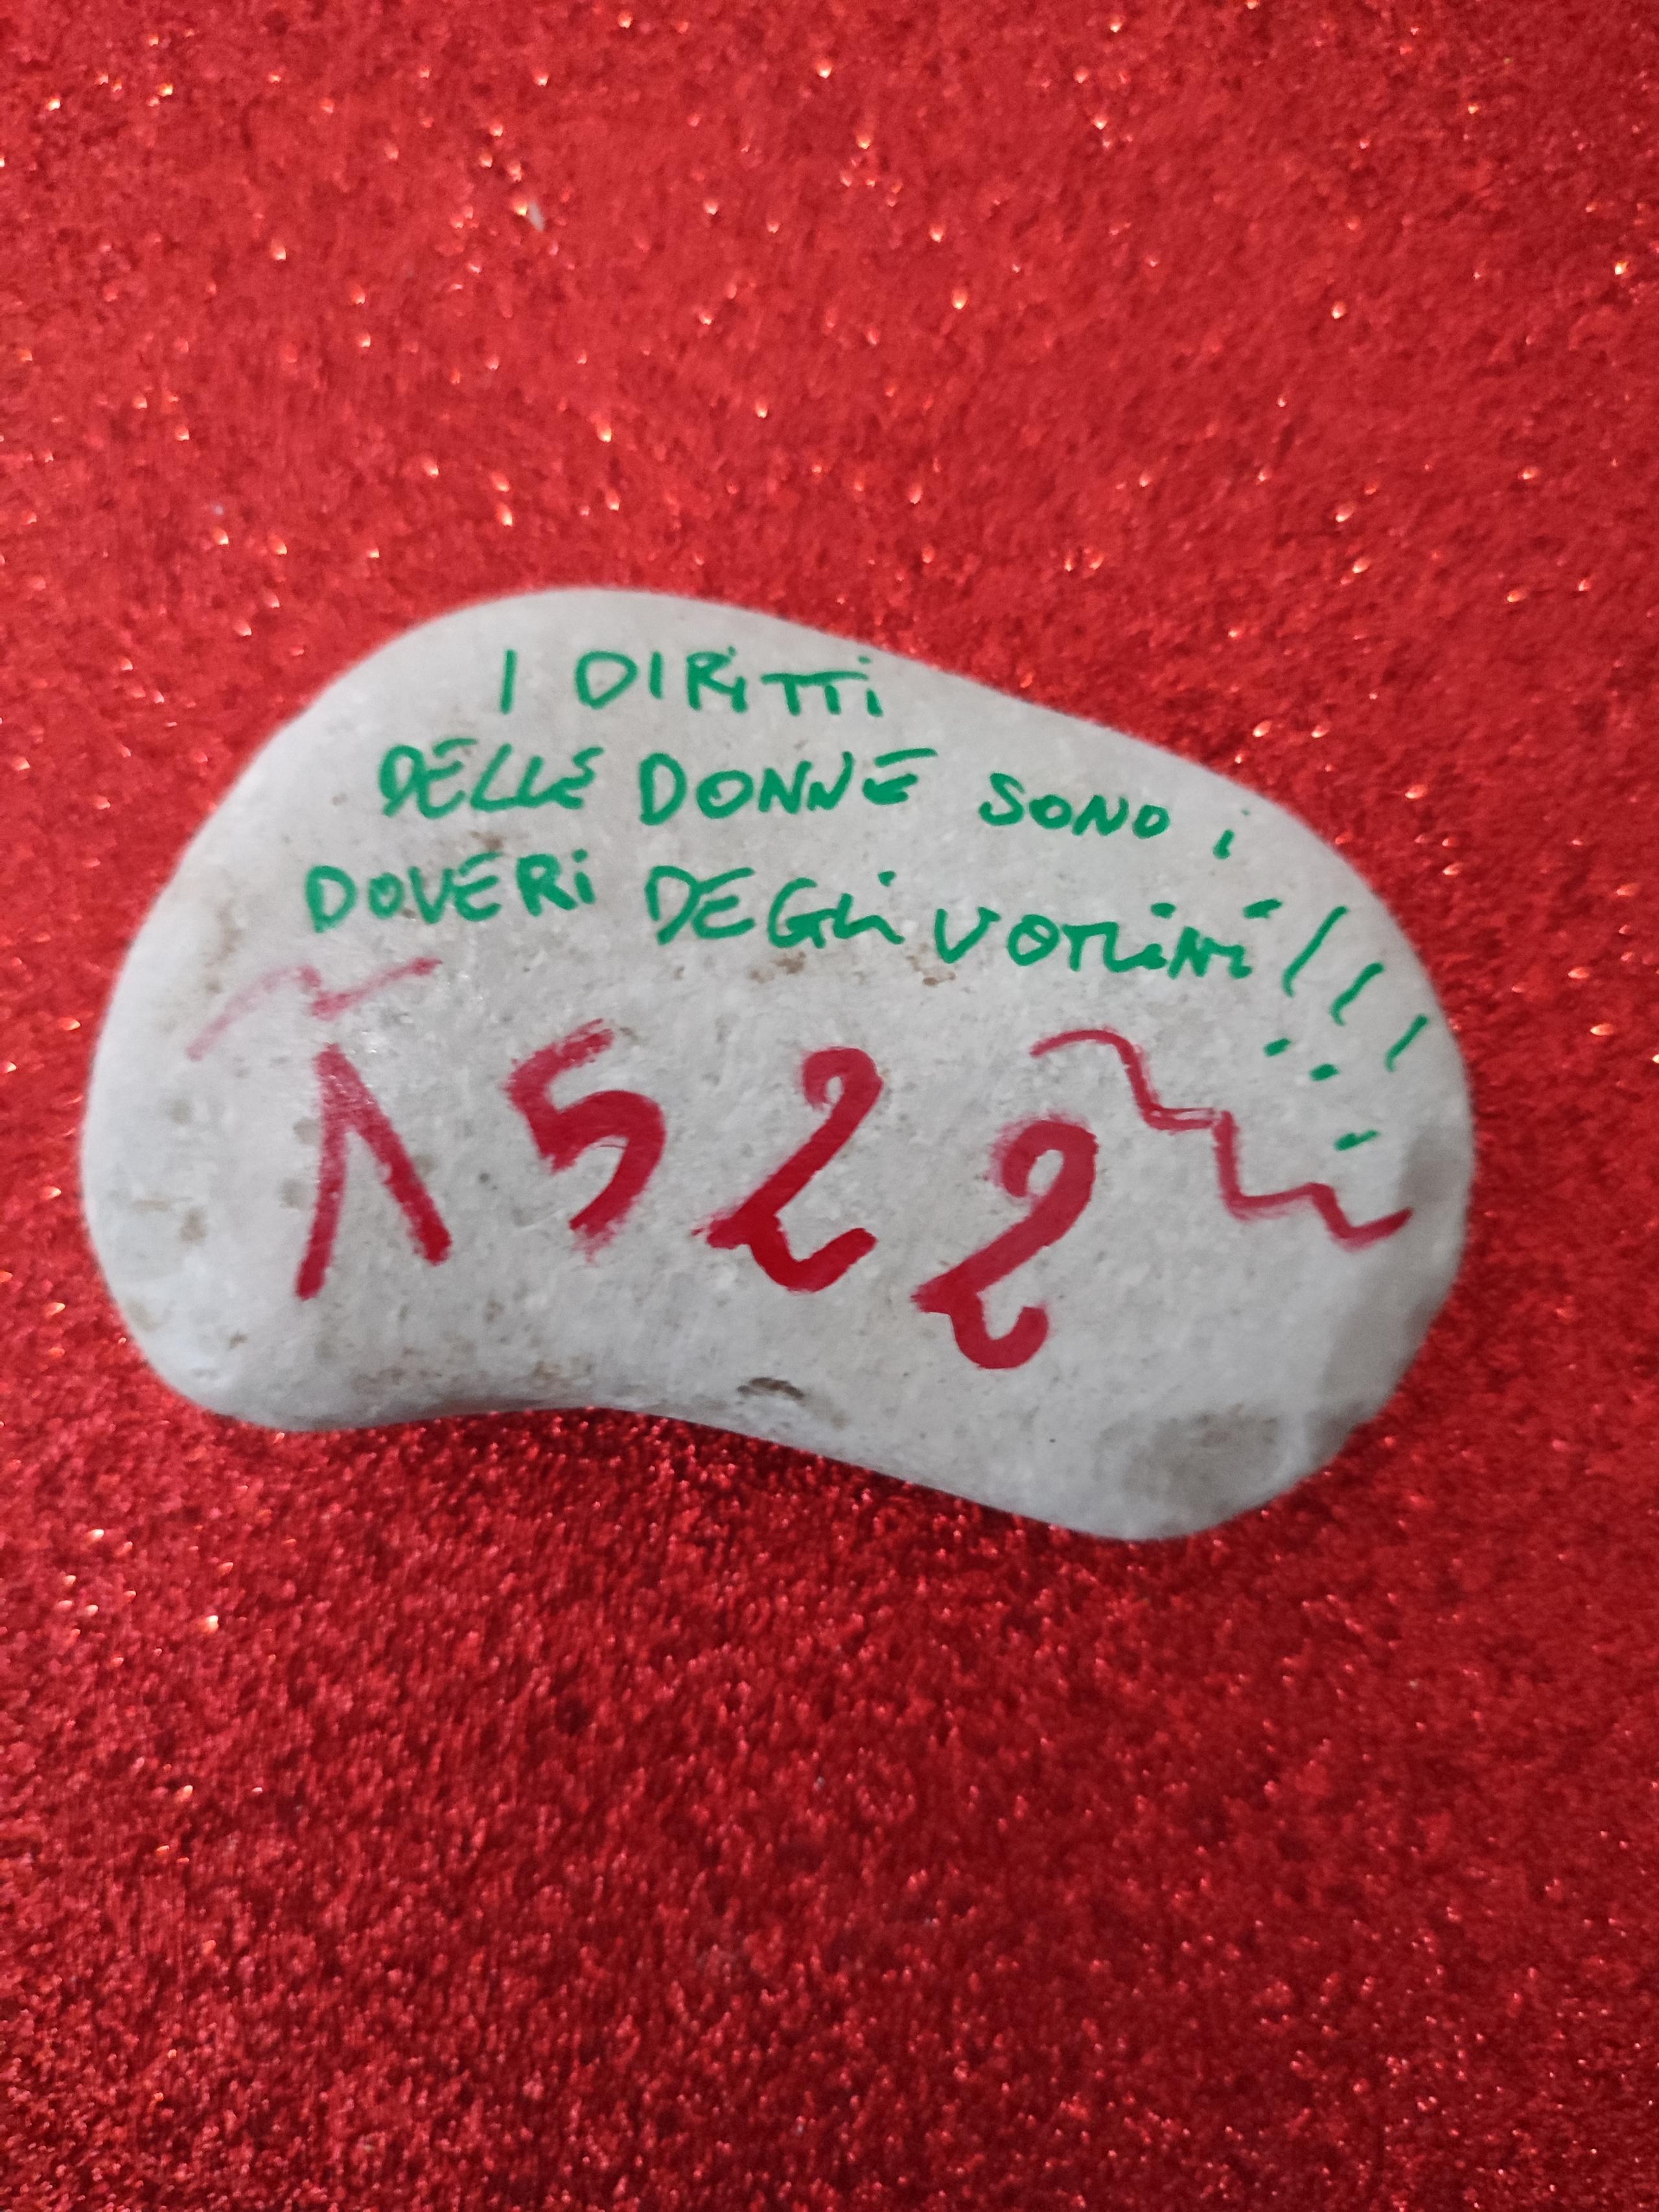 I DIRITTI
DELLE DONNE SONO i
DOVERI DEGLI UOMINI!!!
1522